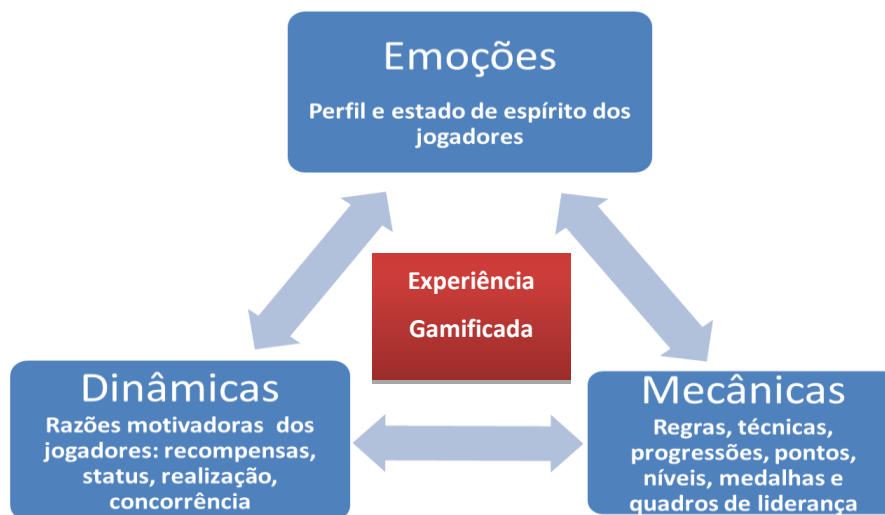 Emoções
Perfil e estado de espírito dos
jogadores
Experiência
Gamificada
Dinâmicas
Razões motivadoras dos
jogadores: recompensas,
status, realização,
concorrência
Mecânicas
Regras, técnicas,
progressões, pontos,
níveis, medalhas e
quadros de liderança